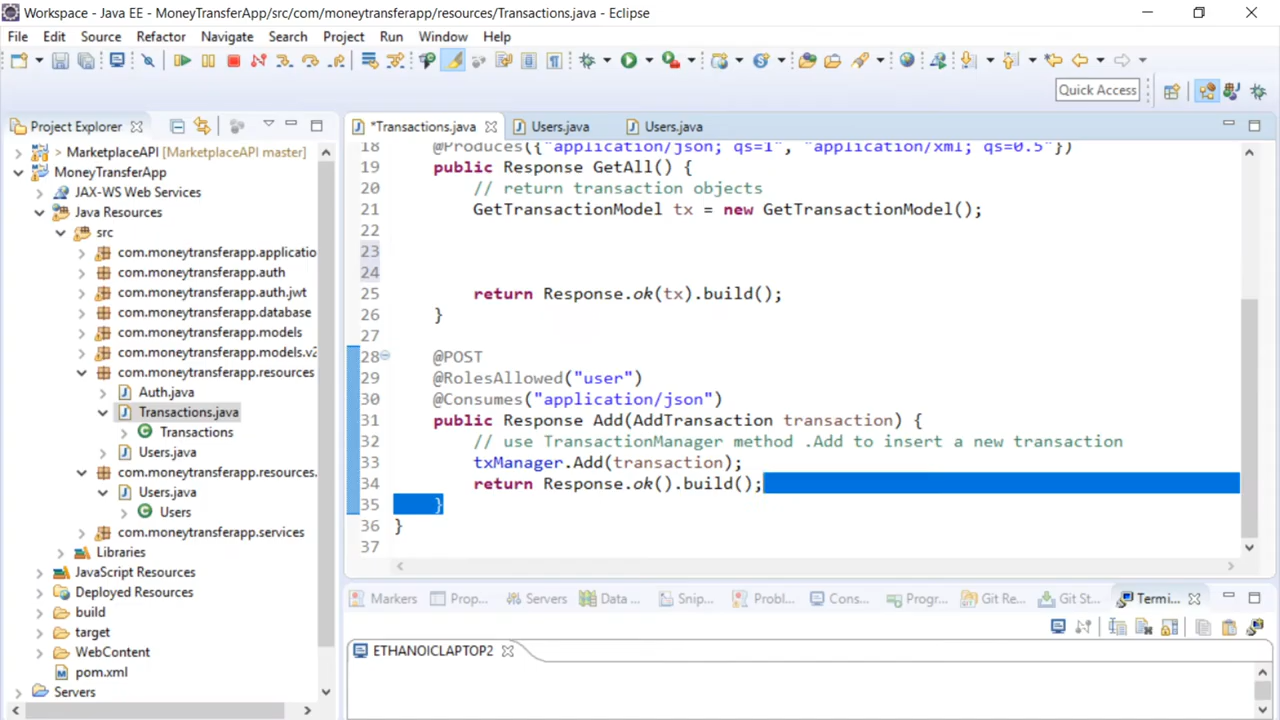 Workspace - Java EE - MoneyTransferApp/src/com/moneytransferapp/resources/Transactions.java - Eclipse
File Edit Source Refactor Navigate Search Project Run Window Help
Quick Access
Project Explorer
*Transactions.java Users.java Users.java
> MarketplaceAPI [MarketplaceAPI master]
MoneyTransferApp
JAX-WS Web Services
Java Resources
src
com.moneytransferapp.applicatio
com.moneytransferapp.auth
com.moneytransferapp.auth.jwt
com.moneytransferapp.database
com.moneytransferapp.models
com.moneytransferapp.models.v2
com.moneytransferapp.resources
Auth.java
Transactions.java
Transactions
Users.java
com.moneytransferapp.resources.
Users.java
Users
com.moneytransferapp.services
Libraries
JavaScript Resources
Deployed Resources
build
target
WebContent
pom.xml
Servers
18 @Produces({"application/json; qs=1", "application/xml; qs=0.5"})
19 public Response GetAll() {
20 // return transaction objects
21 GetTransactionModel tx = new GetTransactionModel();
22
23
24
25 return Response.ok(tx).build();
26 }
27
28 @POST
29 @RolesAllowed("user")
30 @Consumes("application/json")
31 public Response Add(AddTransaction transaction) {
32 // use TransactionManager method .Add to insert a new transaction
33 txManager.Add(transaction);
34 return Response.ok().build();
35 }
36 }
37
Markers Prop... Servers Data ... Snip... Probl... Cons... Progr... Git Re... Git St... Termi...
ETHANOICLAPTOP2